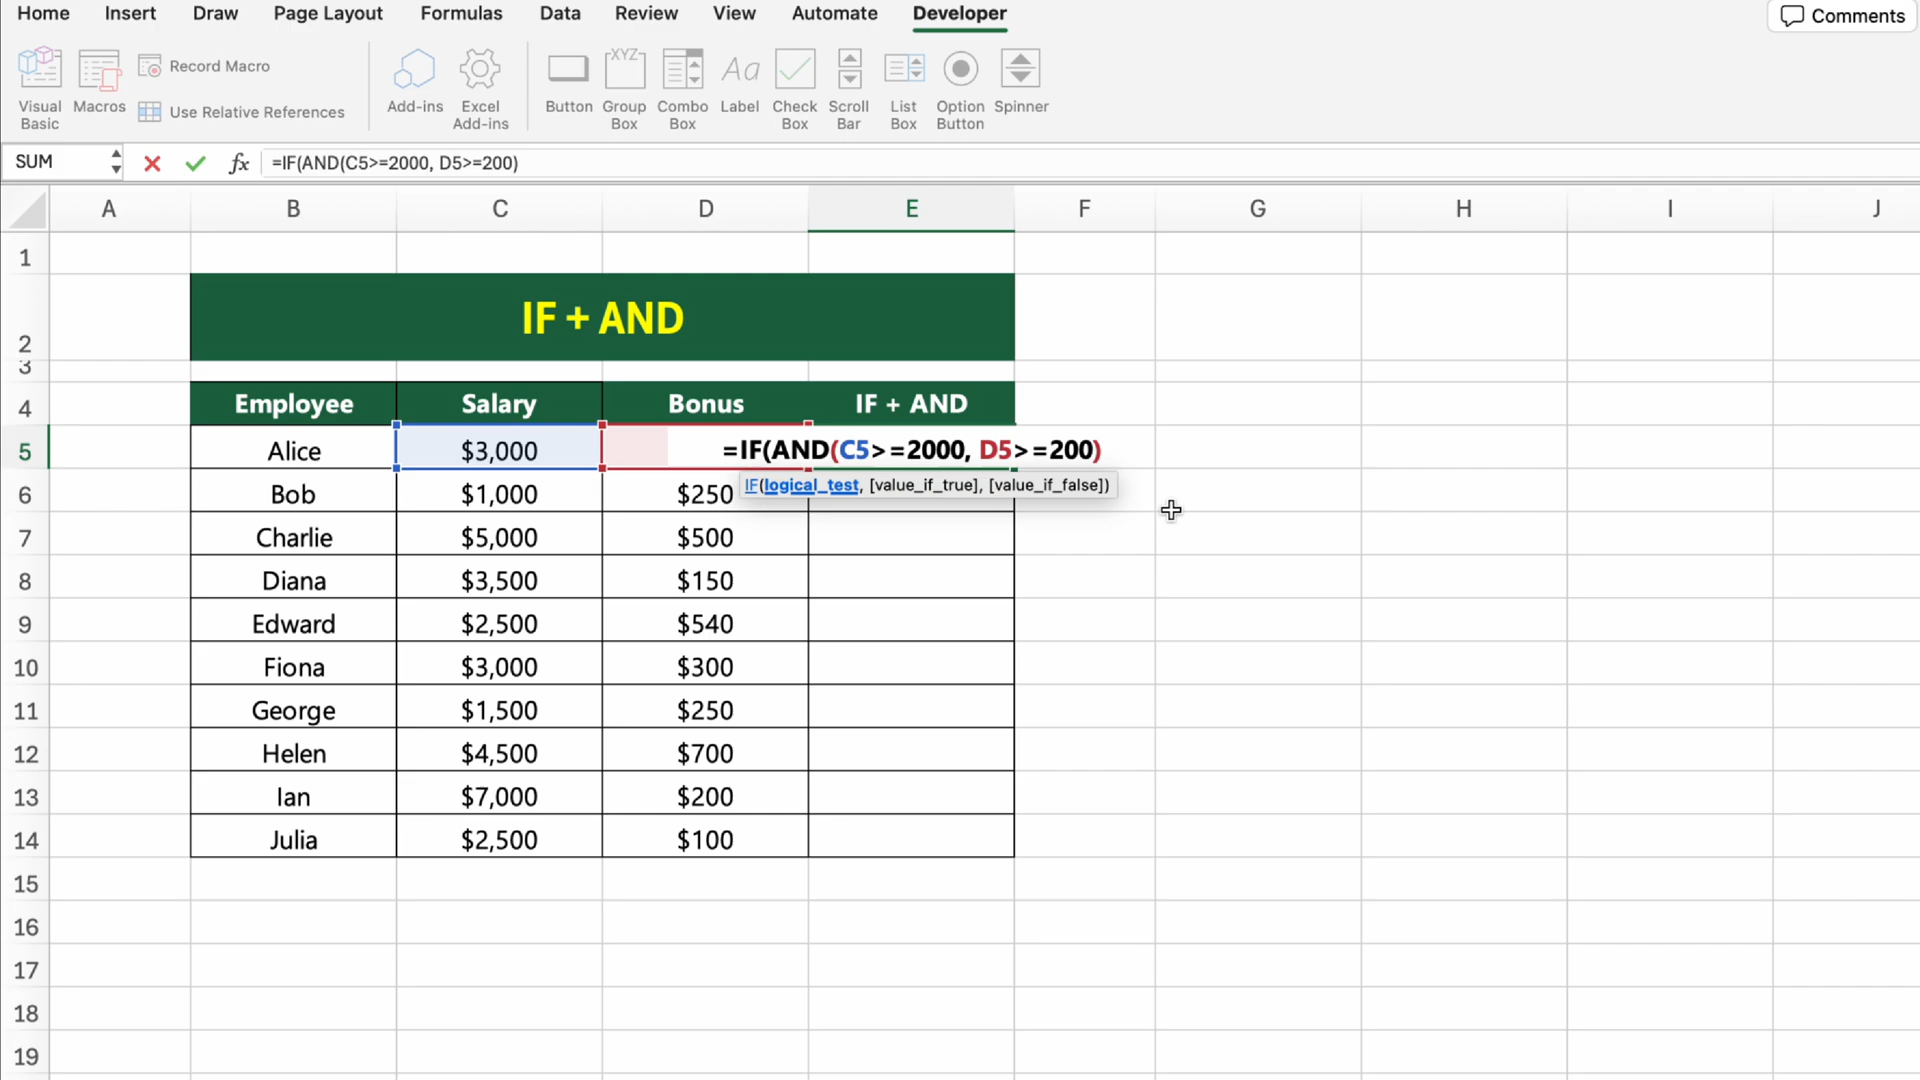 Home Insert Draw Page Layout Formulas Data Review View Automate Developer Comments
Visual Basic
Macros
Record Macro
Use Relative References
Add-ins
Excel Add-ins
Button
XYZ
Group Box
Combo Box
Aa
Label
Check Box
Scroll Bar
List Box
Option Button
Spinner
SUM fx =IF(AND(C5>=2000, D5>=200)
A B C D E F G H I J
1
2 IF + AND
3
4 Employee Salary Bonus IF + AND
5 Alice $3,000 =IF(AND(C5>=2000, D5>=200)
IF(logical_test, [value_if_true], [value_if_false])
6 Bob $1,000 $250
7 Charlie $5,000 $500
8 Diana $3,500 $150
9 Edward $2,500 $540
10 Fiona $3,000 $300
11 George $1,500 $250
12 Helen $4,500 $700
13 Ian $7,000 $200
14 Julia $2,500 $100
15
16
17
18
19